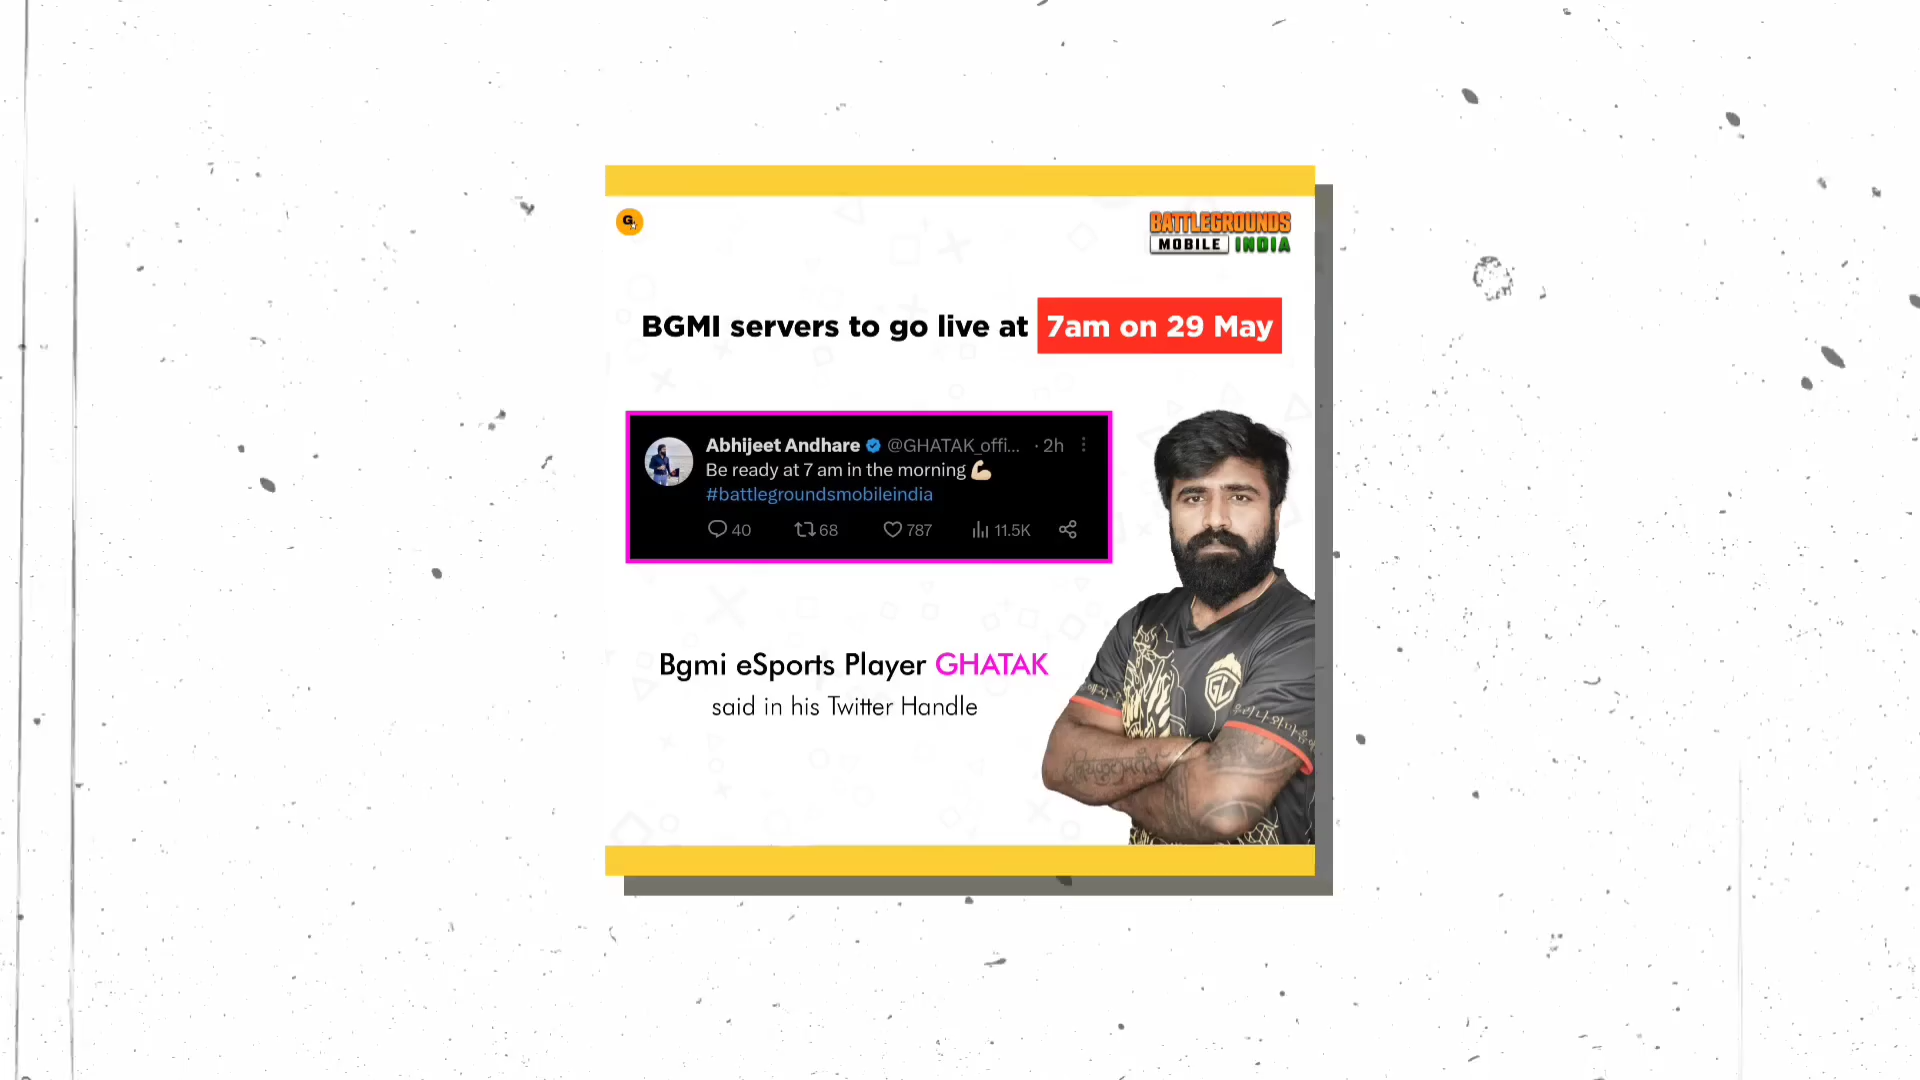 G.
BATTLEGROUNDS
MOBILE INDIA
BGMI servers to go live at 7am on 29 May
Abhijeet Andhare @GHATAK_offi... · 2h
Be ready at 7 am in the morning 💪🏼
#battlegroundsmobileindia
40 68 787 11.5K
Bgmi eSports Player GHATAK
said in his Twitter Handle
GL